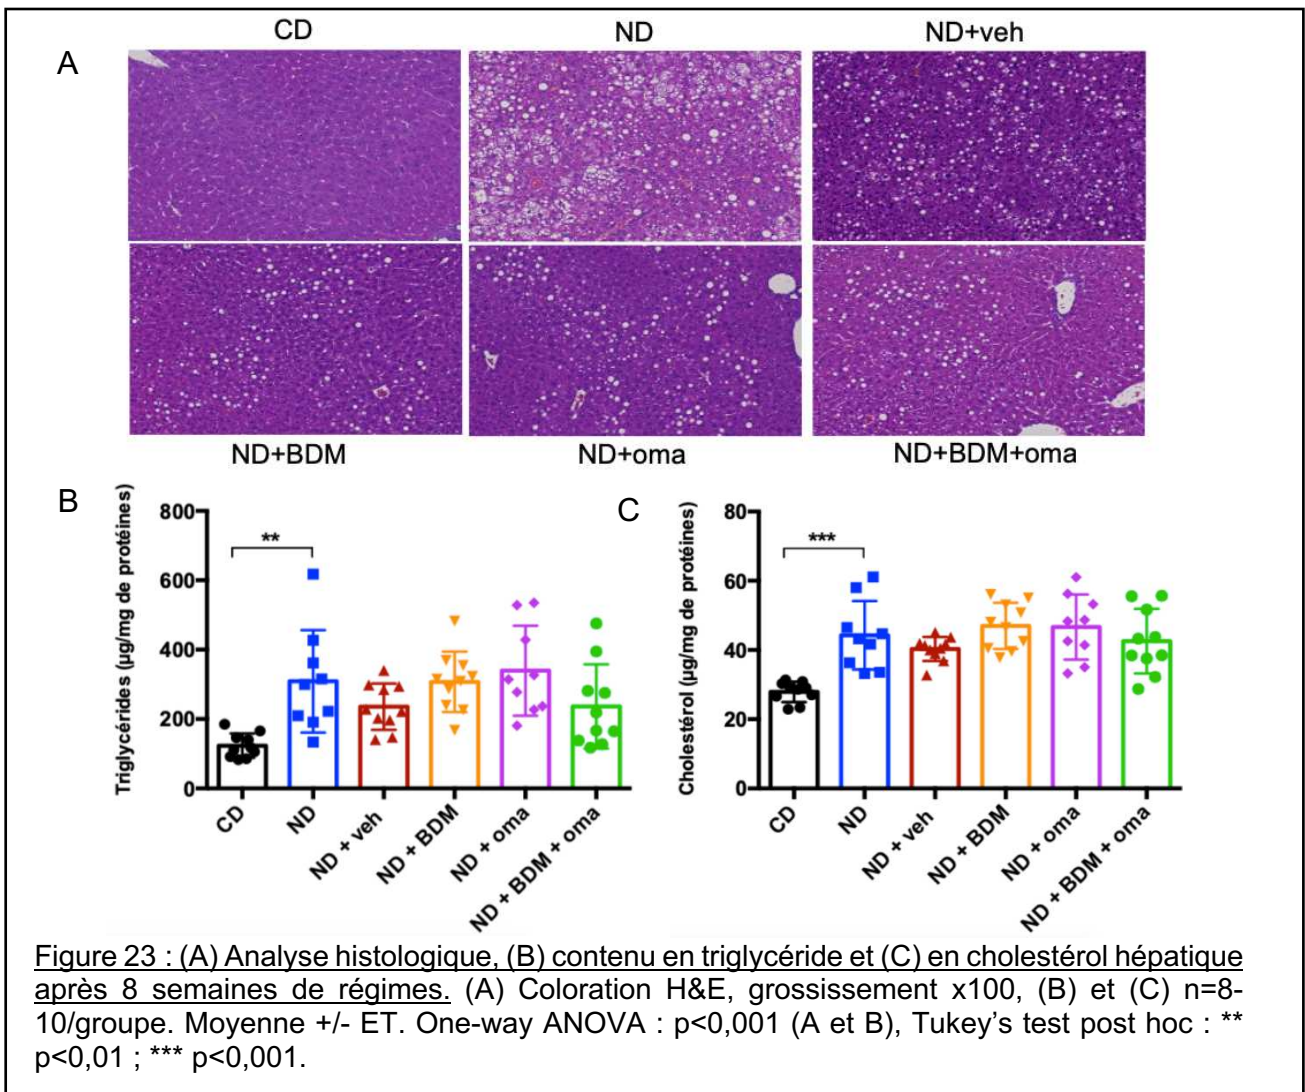 CD ND ND+veh
A
ND+BDM ND+oma ND+BDM+oma
B
Triglycérides (µg/mg de protéines)
800
600
400
200
0
**
CD
ND
ND + veh
ND + BDM
ND + oma
ND + BDM + oma
C
Cholestérol (µg/mg de protéines)
80
60
40
20
0
***
CD
ND
ND + veh
ND + BDM
ND + oma
ND + BDM + oma
Figure 23 : (A) Analyse histologique, (B) contenu en triglycéride et (C) en cholestérol hépatique
après 8 semaines de régimes. (A) Coloration H&E, grossissement x100, (B) et (C) n=8-
10/groupe. Moyenne +/- ET. One-way ANOVA : p<0,001 (A et B), Tukey's test post hoc : **
p<0,01 ; *** p<0,001.